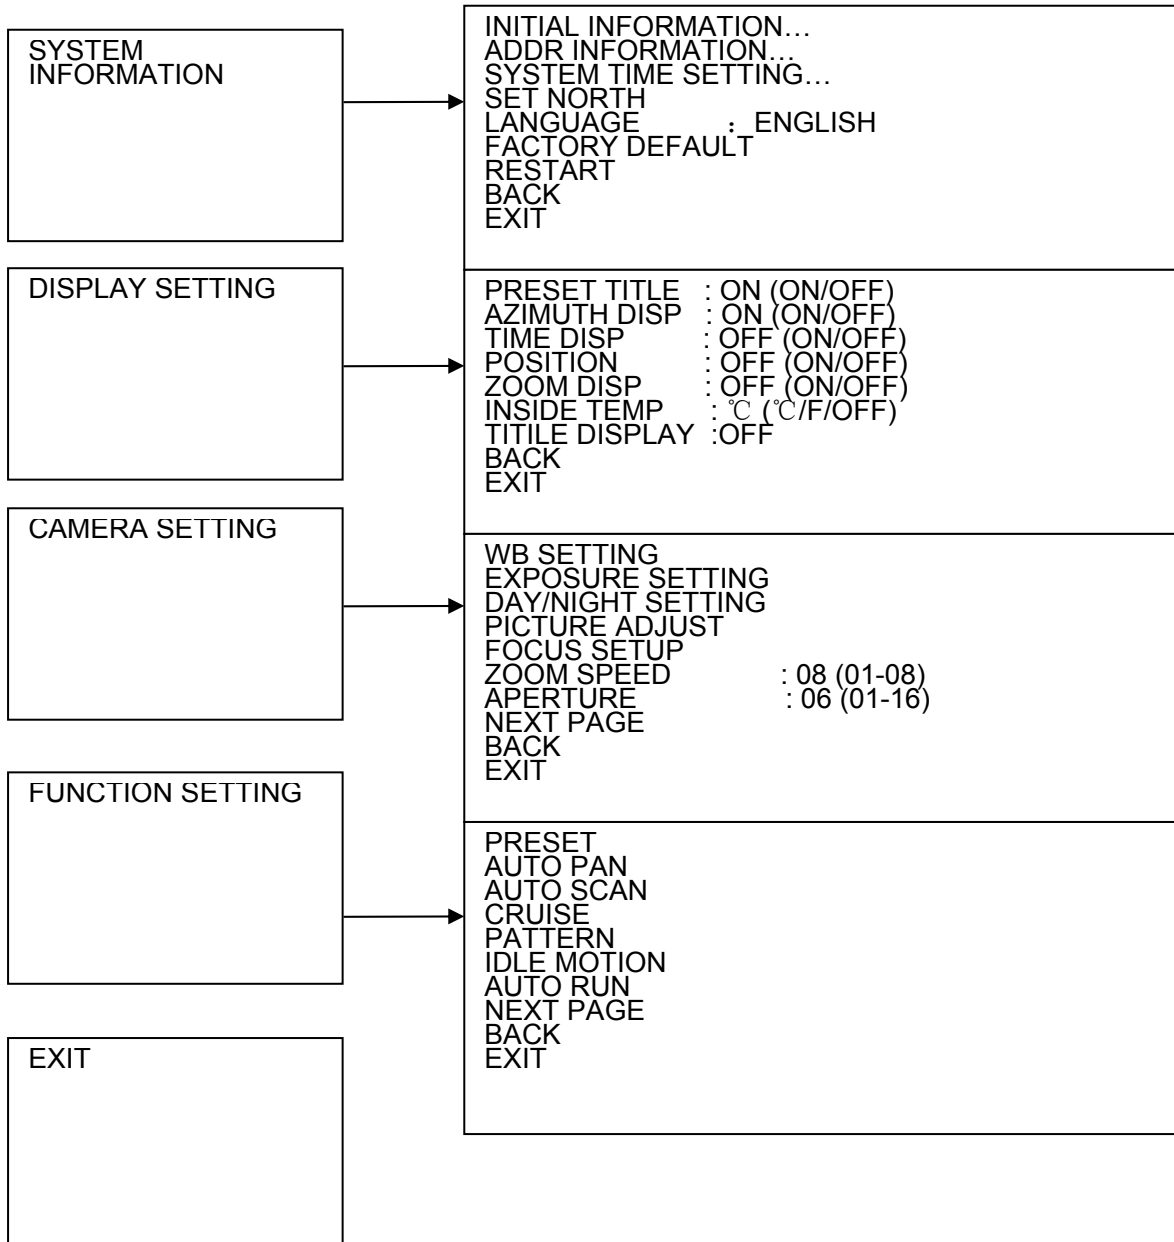 SYSTEM
INFORMATION
INITIAL INFORMATION…
ADDR INFORMATION…
SYSTEM TIME SETTING…
SET NORTH
LANGUAGE : ENGLISH
FACTORY DEFAULT
RESTART
BACK
EXIT
DISPLAY SETTING
PRESET TITLE : ON (ON/OFF)
AZIMUTH DISP : ON (ON/OFF)
TIME DISP : OFF (ON/OFF)
POSITION : OFF (ON/OFF)
ZOOM DISP : OFF (ON/OFF)
INSIDE TEMP : ℃ (℃/F/OFF)
TITILE DISPLAY :OFF
BACK
EXIT
CAMERA SETTING
WB SETTING
EXPOSURE SETTING
DAY/NIGHT SETTING
PICTURE ADJUST
FOCUS SETUP
ZOOM SPEED : 08 (01-08)
APERTURE : 06 (01-16)
NEXT PAGE
BACK
EXIT
FUNCTION SETTING
PRESET
AUTO PAN
AUTO SCAN
CRUISE
PATTERN
IDLE MOTION
AUTO RUN
NEXT PAGE
BACK
EXIT
EXIT